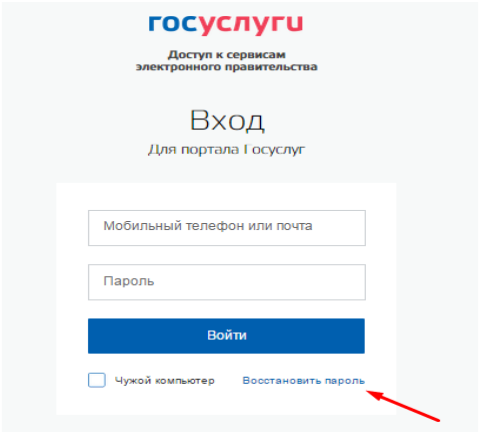 госуслуги
Доступ к сервисам
электронного правительства
Вход
Для портала Госуслуг
Мобильный телефон или почта
Пароль
Войти
Чужой компьютер Восстановить пароль